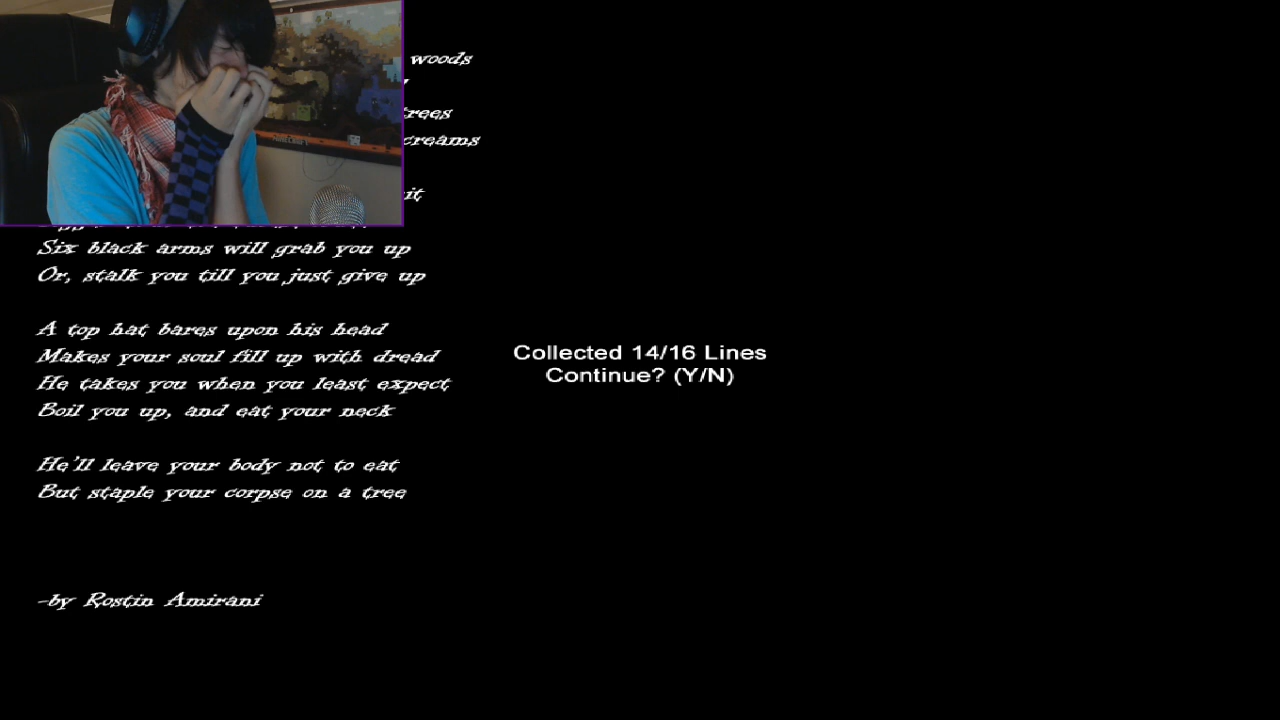 woods
trees
screams
it
Six black arms will grab you up
Or, stalk you till you just give up
A top hat bares upon his head
Makes your soul fill up with dread
He takes you when you least expect
Boil you up, and eat your neck
He'll leave your body not to eat
But staple your corpse on a tree
-by Rostin Amirani
Collected 14/16 Lines
Continue? (Y/N)